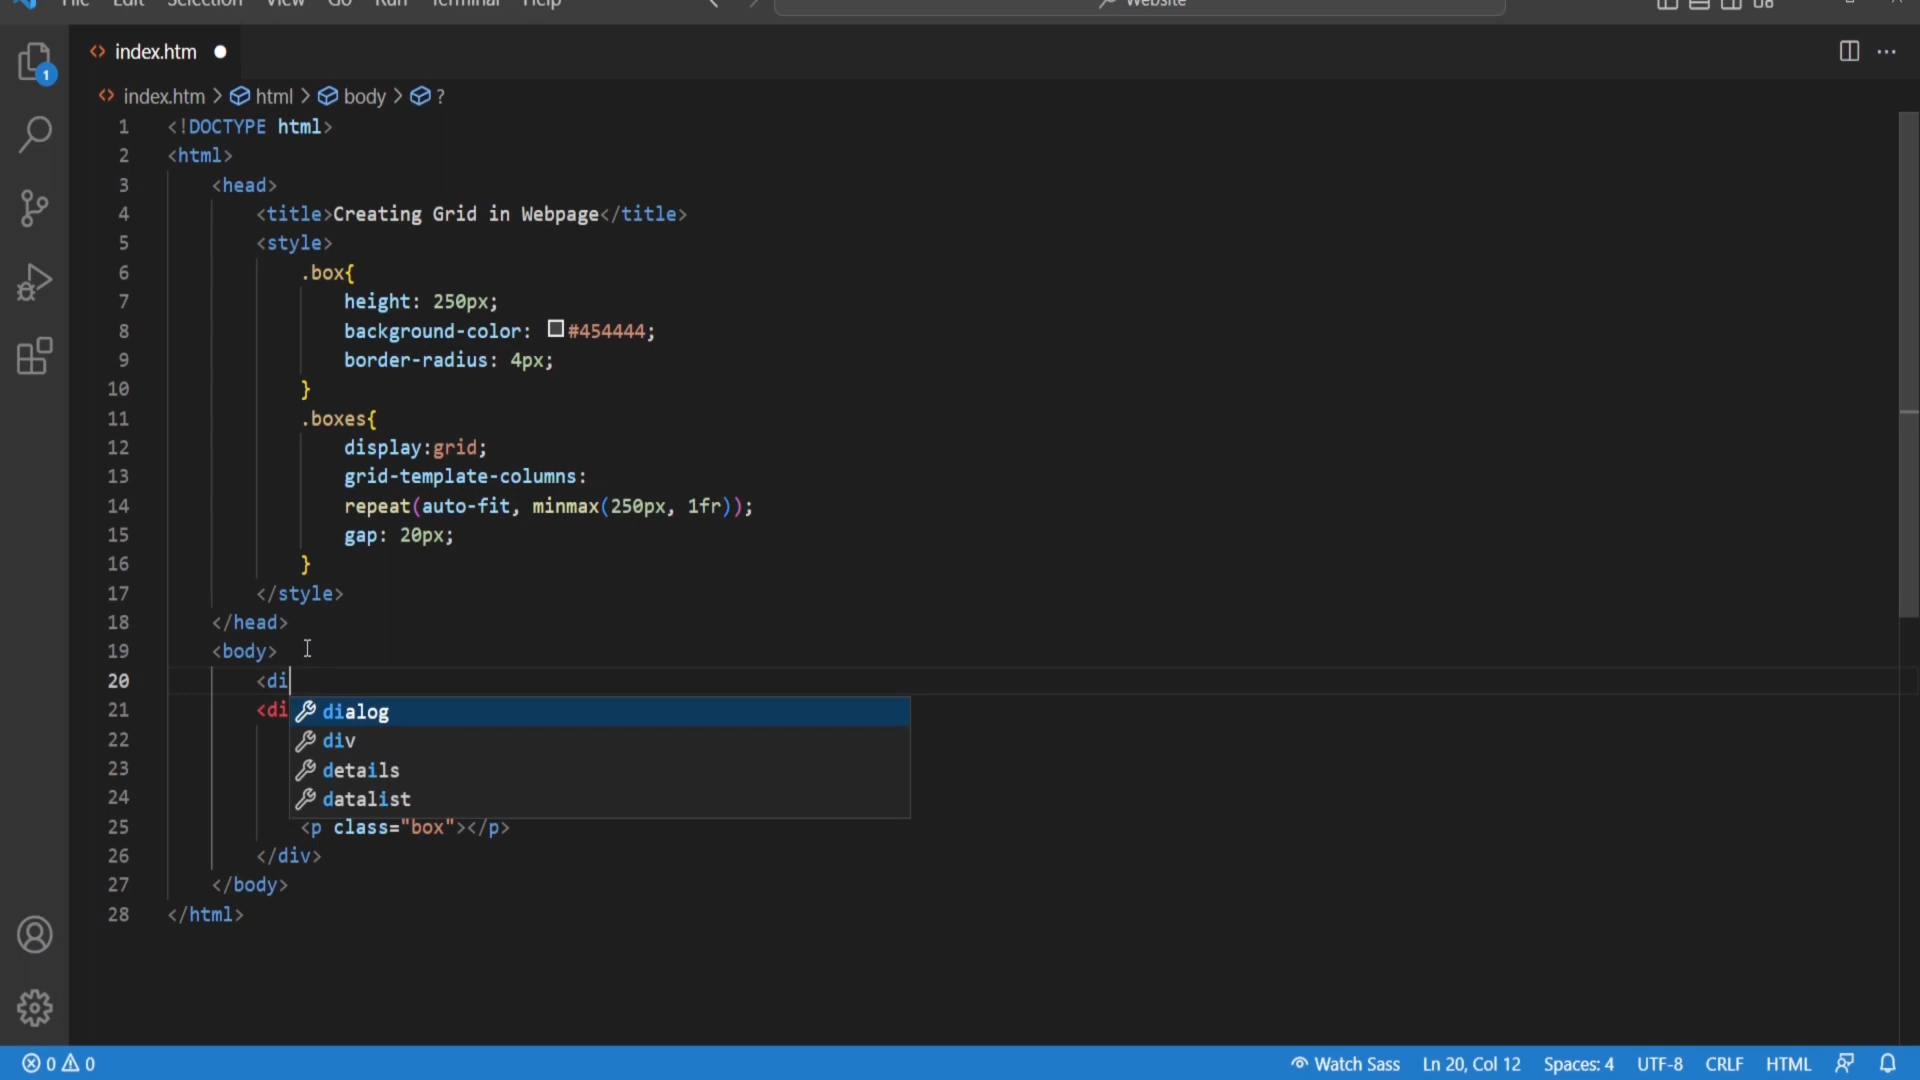 File Edit Selection View Go Run Terminal Help
Website
index.htm
index.htm > html > body > ?
1 <!DOCTYPE html>
2 <html>
3 <head>
4 <title>Creating Grid in Webpage</title>
5 <style>
6 .box{
7 height: 250px;
8 background-color: #454444;
9 border-radius: 4px;
10 }
11 .boxes{
12 display:grid;
13 grid-template-columns:
14 repeat(auto-fit, minmax(250px, 1fr));
15 gap: 20px;
16 }
17 </style>
18 </head>
19 <body>
20 <di
21 <di
dialog
22 div
23 details
24 datalist
25 <p class="box"></p>
26 </div>
27 </body>
28 </html>
1
0 0
Watch Sass Ln 20, Col 12 Spaces: 4 UTF-8 CRLF HTML